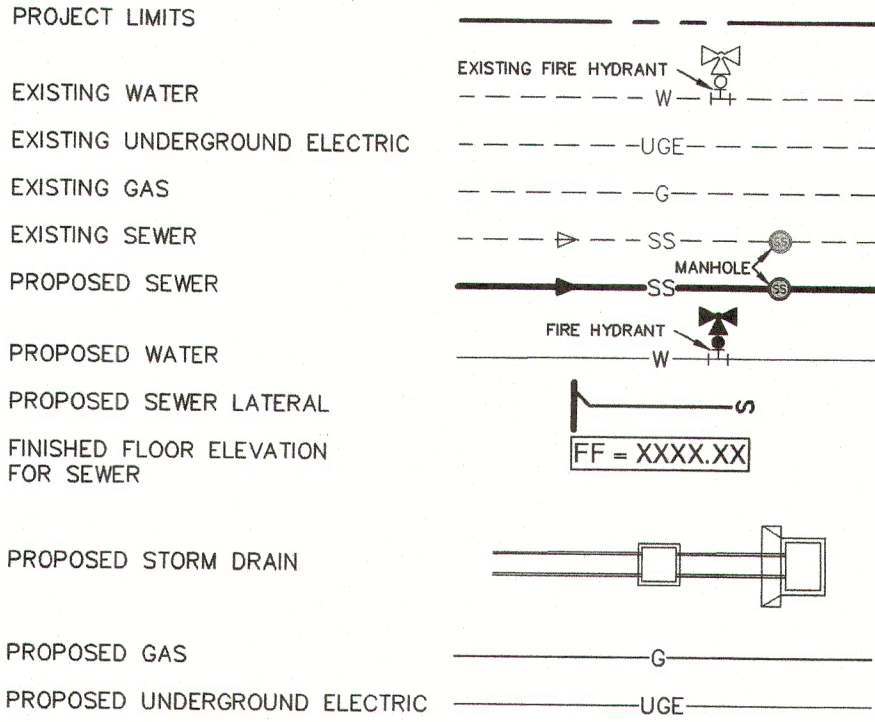 PROJECT LIMITS
EXISTING FIRE HYDRANT
EXISTING WATER W
EXISTING UNDERGROUND ELECTRIC UGE
EXISTING GAS G
EXISTING SEWER SS SS
MANHOLE
PROPOSED SEWER SS SS
FIRE HYDRANT
PROPOSED WATER W
PROPOSED SEWER LATERAL S
FINISHED FLOOR ELEVATION
FOR SEWER
FF = XXXX.XX
PROPOSED STORM DRAIN
PROPOSED GAS G
PROPOSED UNDERGROUND ELECTRIC UGE